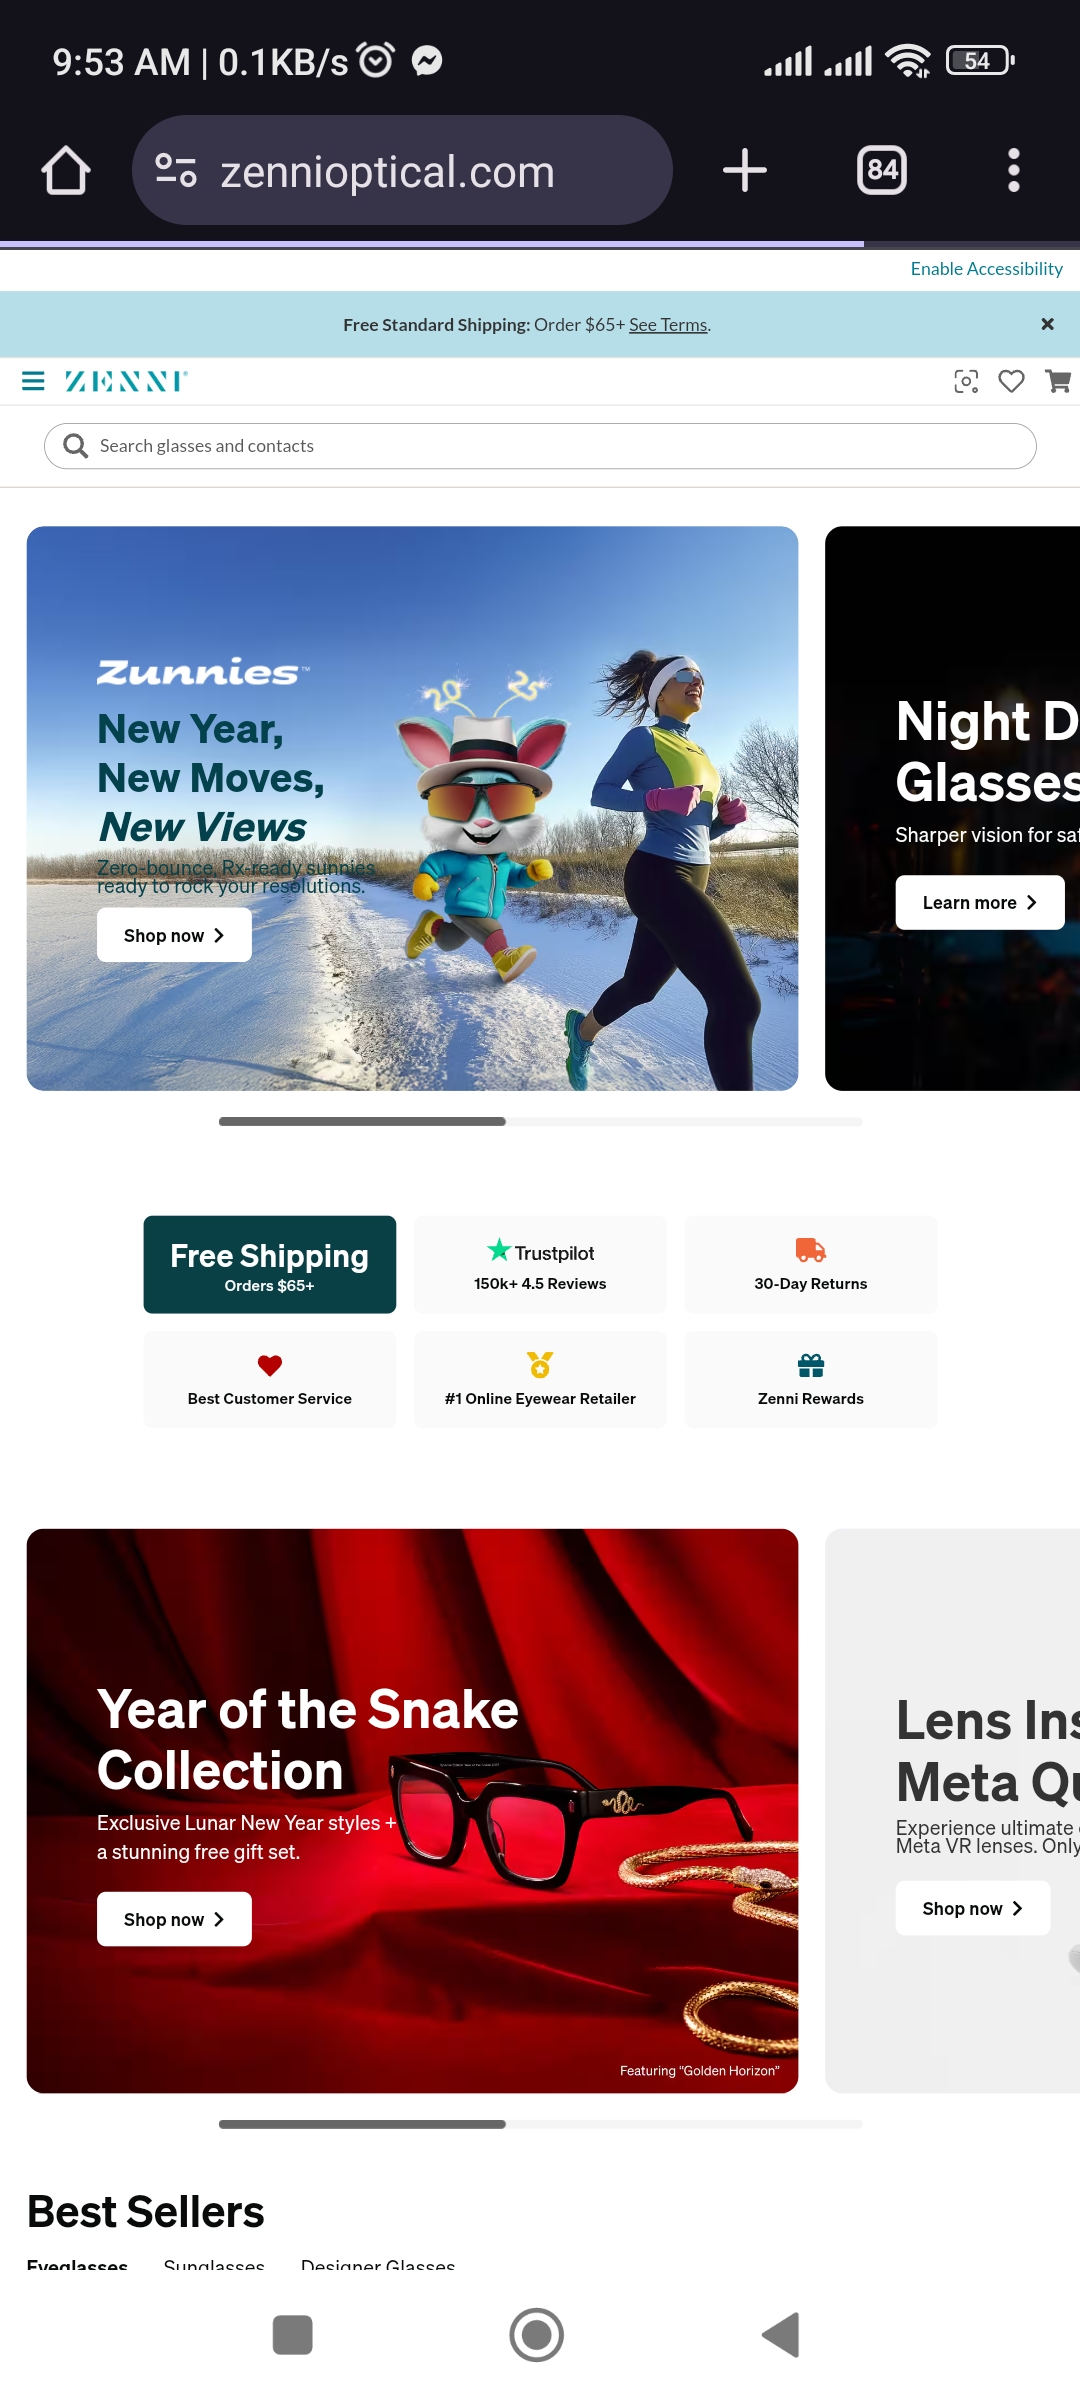 9:53 AM | 0.1KB/s
54
zennioptical.com
84
Enable Accessibility
Free Standard Shipping: Order $65+ See Terms.
ZENNI®
Search glasses and contacts
20 25
Zunnies™
New Year,
New Moves,
New Views
Zero-bounce, Rx-ready sunnies
ready to rock your resolutions.
Shop now
Night D
Glasses
Sharper vision for sa
Learn more
Free Shipping
Orders $65+
Trustpilot
150k+ 4.5 Reviews
30-Day Returns
Best Customer Service
#1 Online Eyewear Retailer
Zenni Rewards
Year of the Snake
Collection
Exclusive Lunar New Year styles +
a stunning free gift set.
Shop now
Featuring “Golden Horizon”
Lens Ins
Meta Qu
Experience ultimate
Meta VR lenses. Only
Shop now
Best Sellers
Eyeglasses Sunglasses Designer Glasses